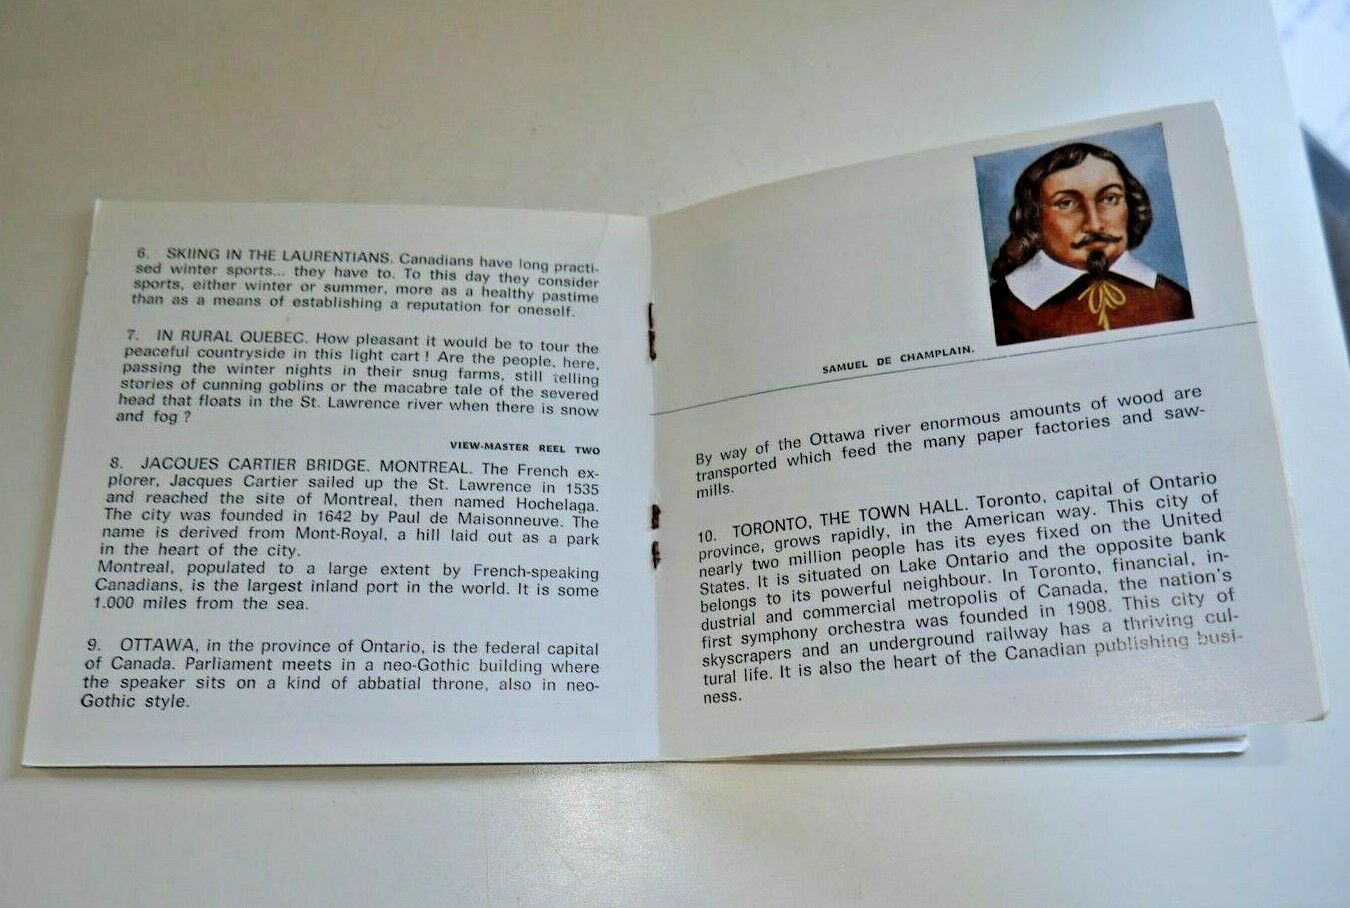 6. SKIING IN THE LAURENTIANS. Canadians have long practi-
sed winter sports... they have to. To this day they consider
sports, either winter or summer, more as a healthy pastime
than as a means of establishing a reputation for oneself.
7. IN RURAL QUEBEC. How pleasant it would be to tour the
peaceful countryside in this light cart ! Are the people, here,
passing the winter nights in their snug farms, still telling
stories of cunning goblins or the macabre tale of the severed
head that floats in the St. Lawrence river when there is snow
and fog ?
VIEW-MASTER REEL TWO
8. JACQUES CARTIER BRIDGE. MONTREAL. The French ex-
plorer, Jacques Cartier sailed up the St. Lawrence in 1535
and reached the site of Montreal, then named Hochelaga.
The city was founded in 1642 by Paul de Maisonneuve. The
name is derived from Mont-Royal, a hill laid out as a park
in the heart of the city.
Montreal, populated to a large extent by French-speaking
Canadians, is the largest inland port in the world. It is some
1.000 miles from the sea.
9. OTTAWA, in the province of Ontario, is the federal capital
of Canada. Parliament meets in a neo-Gothic building where
the speaker sits on a kind of abbatial throne, also in neo-
Gothic style.
SAMUEL DE CHAMPLAIN.
By way of the Ottawa river enormous amounts of wood are
transported which feed the many paper factories and saw-
mills.
10. TORONTO, THE TOWN HALL. Toronto, capital of Ontario
province, grows rapidly, in the American way. This city of
nearly two million people has its eyes fixed on the United
States. It is situated on Lake Ontario and the opposite bank
belongs to its powerful neighbour. In Toronto, financial, in-
dustrial and commercial metropolis of Canada, the nation's
first symphony orchestra was founded in 1908. This city of
skyscrapers and an underground railway has a thriving cul-
tural life. It is also the heart of the Canadian publishing busi-
ness.